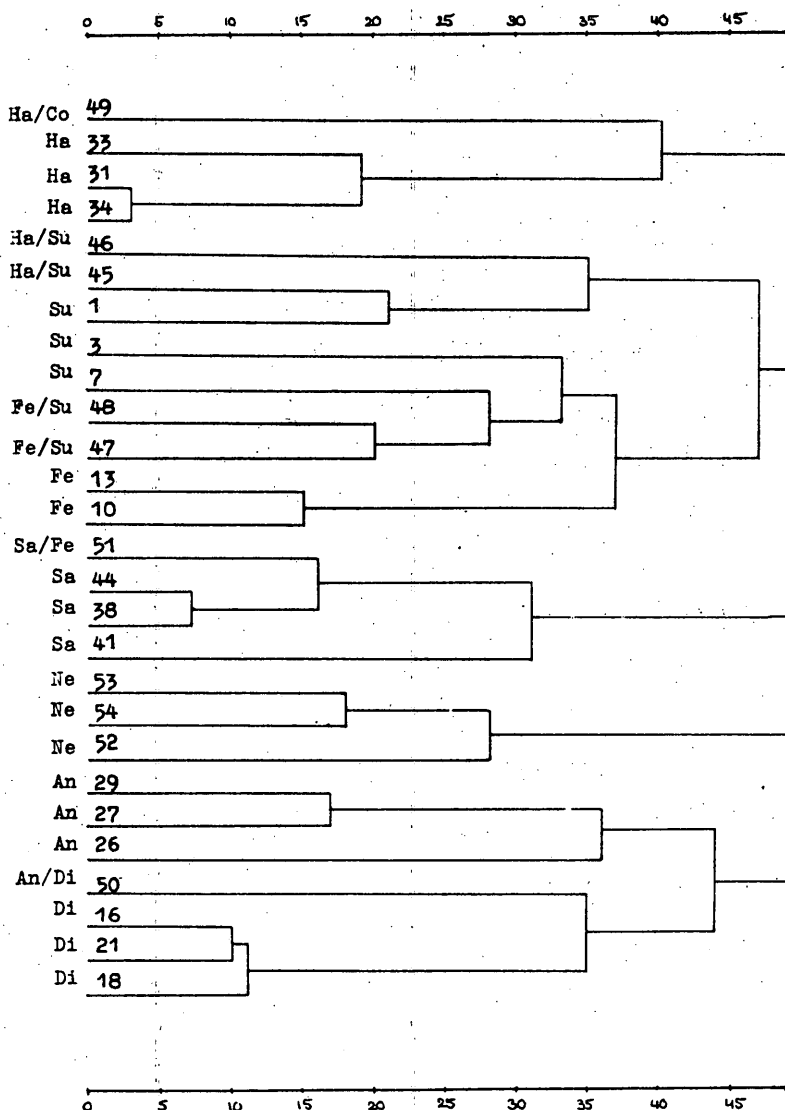 0 5 10 15 20 25 30 35 40 45
Ha/Co 49
Ha 33
Ha 31
Ha 34
Ha/Su 46
Ha/Su 45
Su 1
Su 3
Su 7
Fe/Su 48
Fe/Su 47
Fe 13
Fe 10
Sa/Fe 51
Sa 44
Sa 38
Sa 41
Ne 53
Ne 54
Ne 52
An 29
An 27
An 26
An/Di 50
Di 16
Di 21
Di 18
0 5 10 15 20 25 30 35 40 45